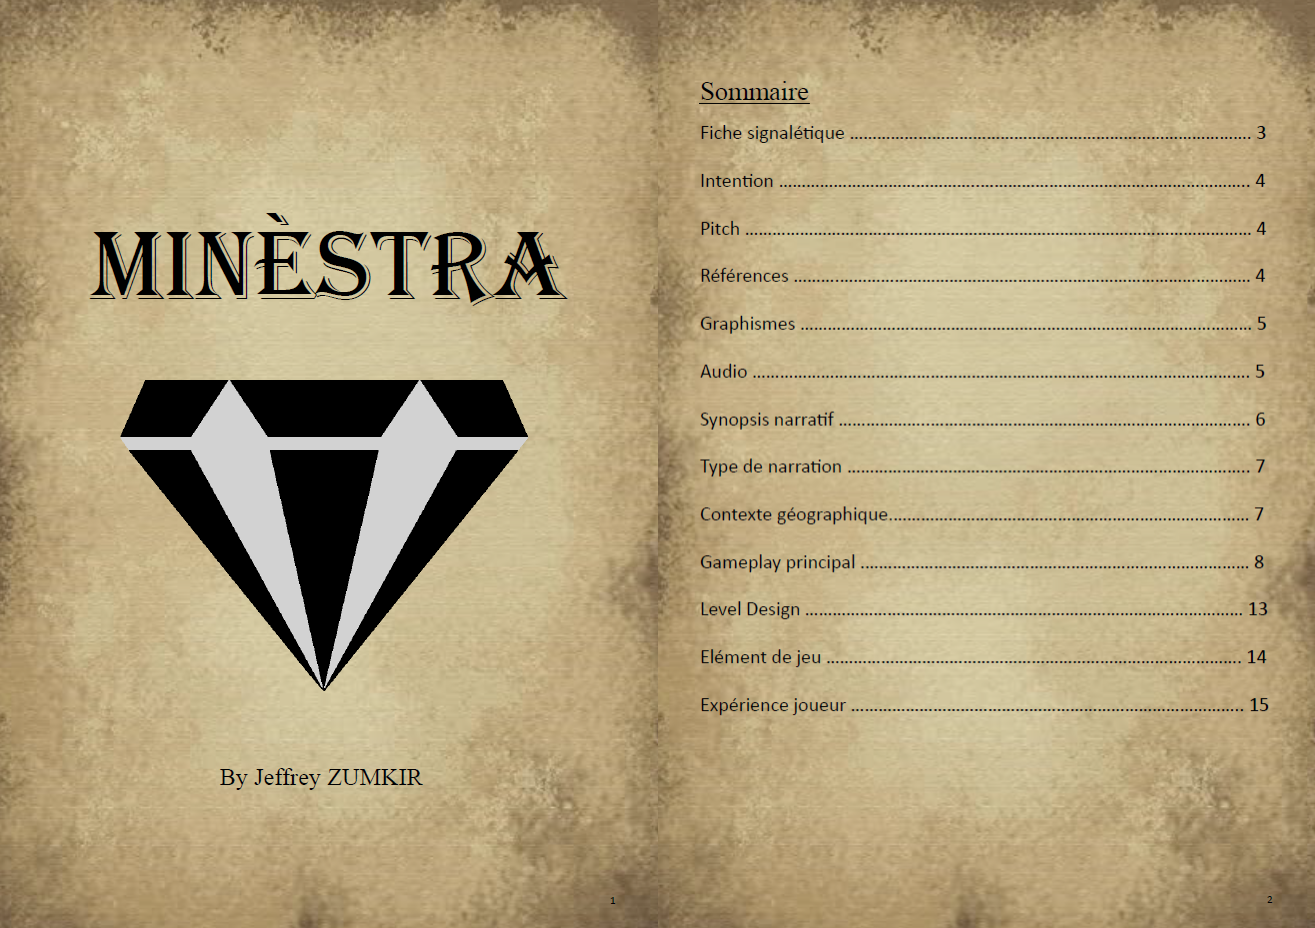 MINÈSTRA
By Jeffrey ZUMKIR
1
Sommaire
Fiche signalétique ........................................................................................ 3
Intention ........................................................................................................ 4
Pitch ................................................................................................................ 4
Références ..................................................................................................... 4
Graphismes .................................................................................................... 5
Audio .............................................................................................................. 5
Synopsis narratif ........................................................................................... 6
Type de narration ......................................................................................... 7
Contexte géographique................................................................................ 7
Gameplay principal ...................................................................................... 8
Level Design ................................................................................................ 13
Elément de jeu ........................................................................................... 14
Expérience joueur ...................................................................................... 15
2